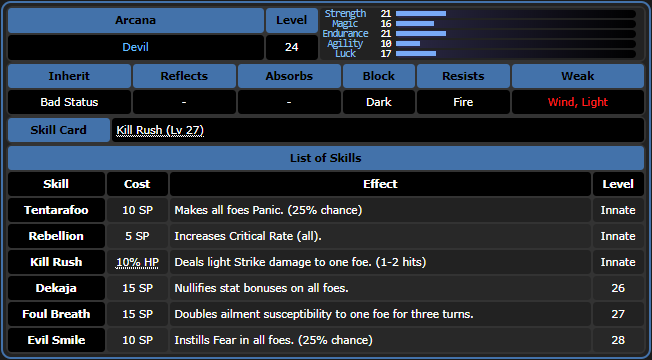 Arcana Level
Devil 24
Strength 21
Magic 16
Endurance 21
Agility 10
Luck 17
Inherit Reflects Absorbs Block Resists Weak
Bad Status - - Dark Fire Wind, Light
Skill Card Kill Rush (Lv 27)
List of Skills
Skill Cost Effect Level
Tentarafoo 10 SP Makes all foes Panic. (25% chance) Innate
Rebellion 5 SP Increases Critical Rate (all). Innate
Kill Rush 10% HP Deals light Strike damage to one foe. (1-2 hits) Innate
Dekaja 15 SP Nullifies stat bonuses on all foes. 26
Foul Breath 15 SP Doubles ailment susceptibility to one foe for three turns. 27
Evil Smile 10 SP Instills Fear in all foes. (25% chance) 28